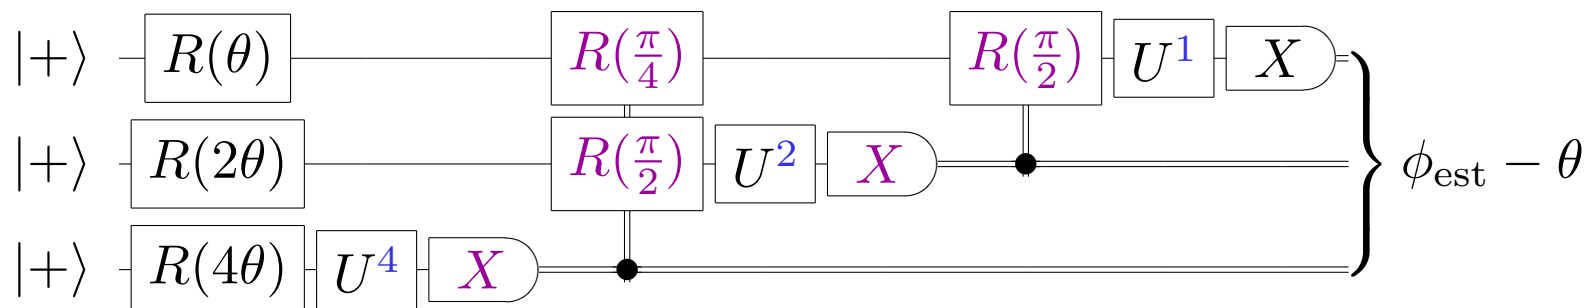 |+⟩ R(θ) R(π/4) R(π/2) U¹ X
|+⟩ R(2θ) R(π/2) U² X
ϕ_est − θ
|+⟩ R(4θ) U⁴ X